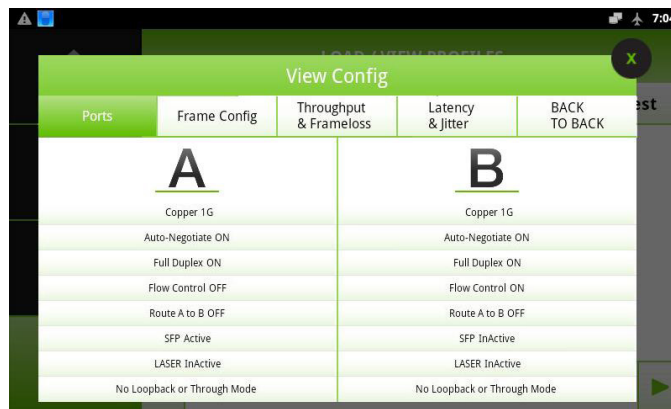 7:04
LOAD / VIEW PROFILES
View Config
x
est
Ports
Frame Config
Throughput
& Frameloss
Latency
& Jitter
BACK
TO BACK
A
B
Copper 1G
Copper 1G
Auto-Negotiate ON
Auto-Negotiate ON
Full Duplex ON
Full Duplex ON
Flow Control OFF
Flow Control ON
Route A to B OFF
Route A to B OFF
SFP Active
SFP InActive
LASER InActive
LASER InActive
No Loopback or Through Mode
No Loopback or Through Mode